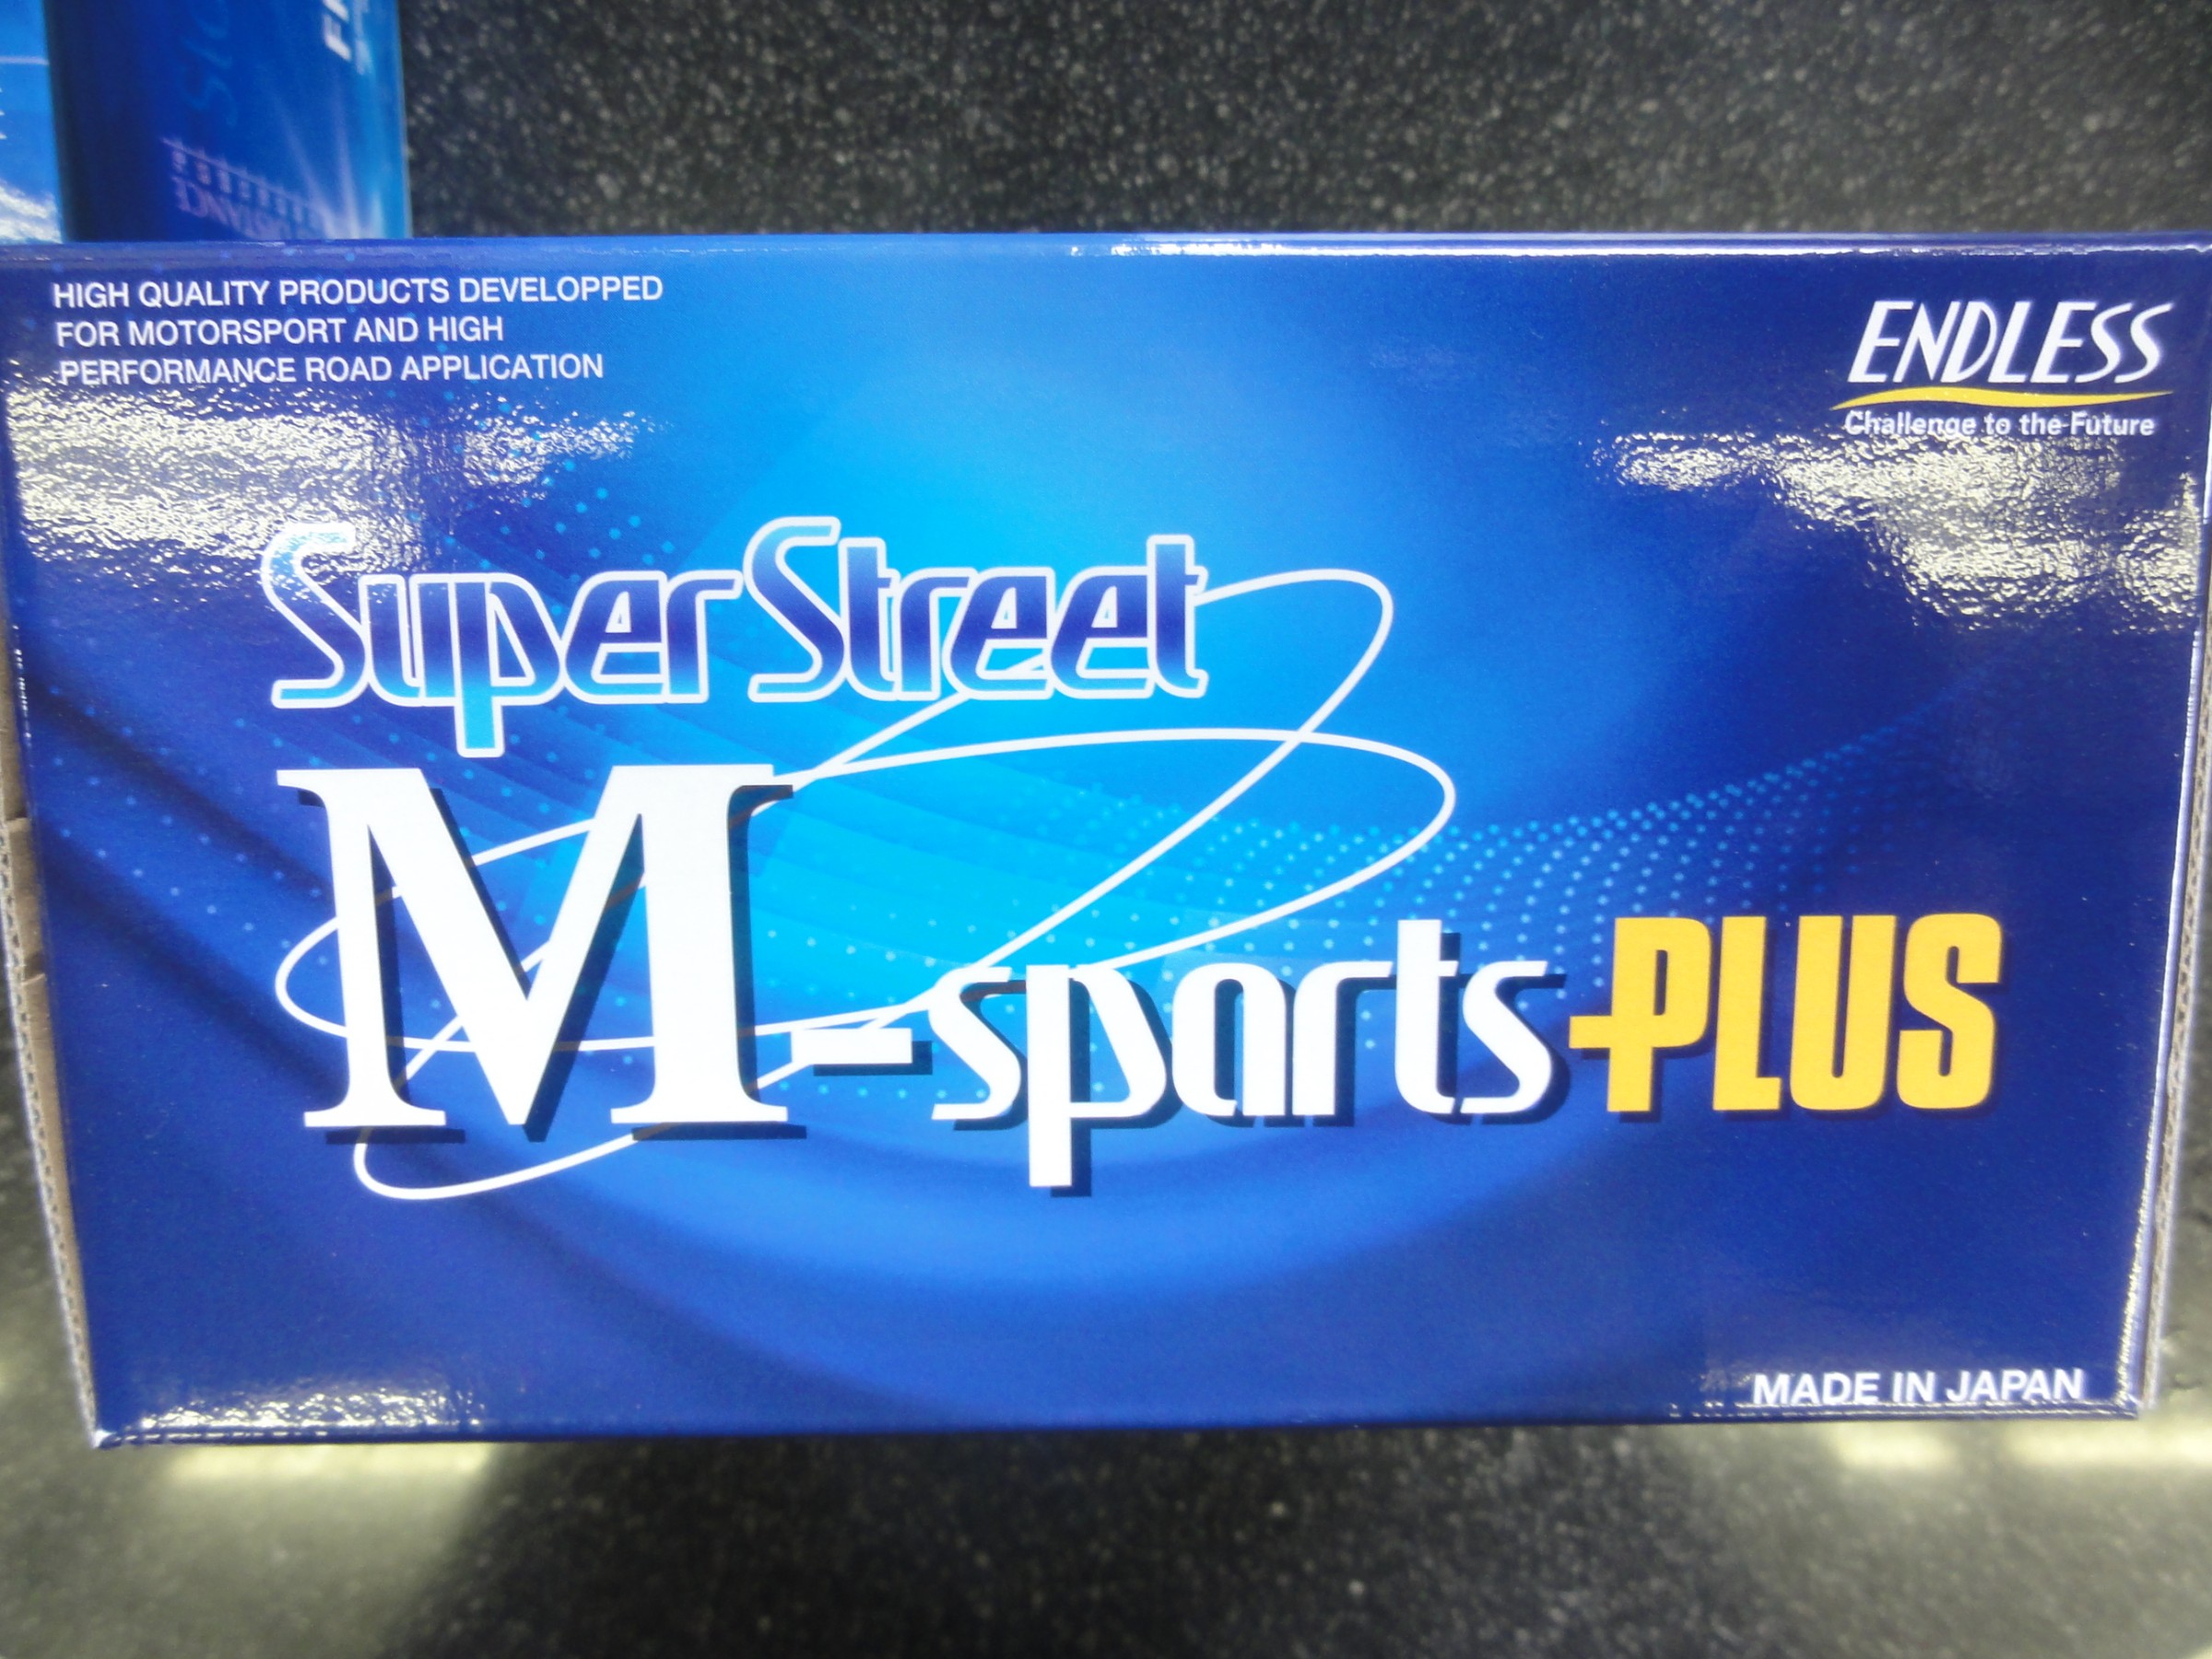 HIGH QUALITY PRODUCTS DEVELOPPED
FOR MOTORSPORT AND HIGH
PERFORMANCE ROAD APPLICATION
ENDLESS
Challenge to the Future
Super Street
M-sports PLUS
MADE IN JAPAN